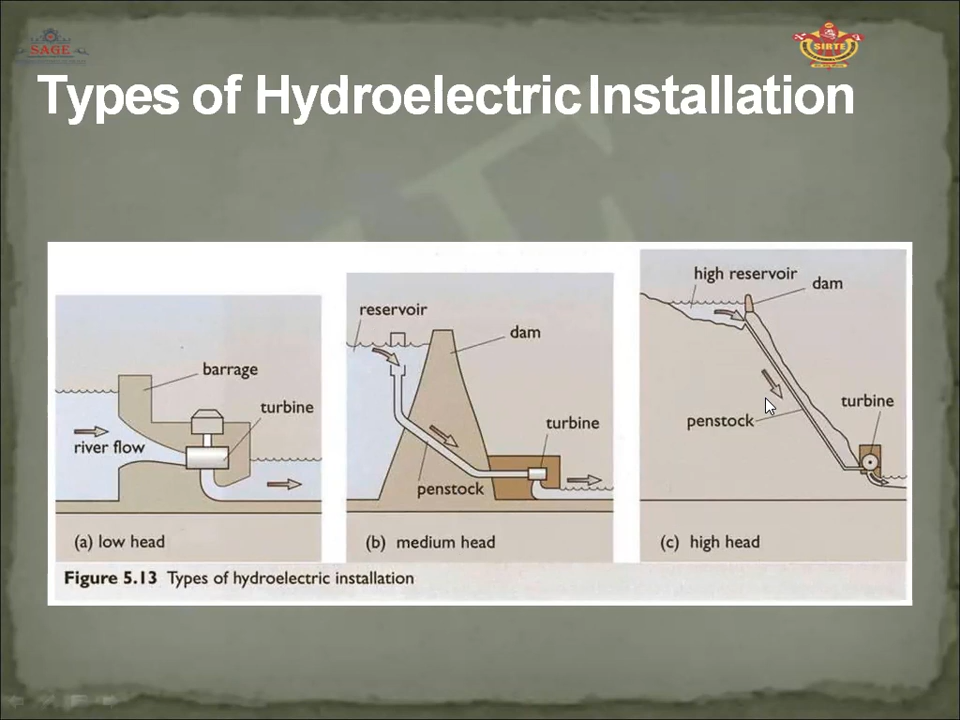 SAGE
SIRTE
Types of Hydroelectric Installation
barrage
turbine
river flow
(a) low head
reservoir
dam
turbine
penstock
(b) medium head
high reservoir
dam
penstock
turbine
(c) high head
Figure 5.13 Types of hydroelectric installation